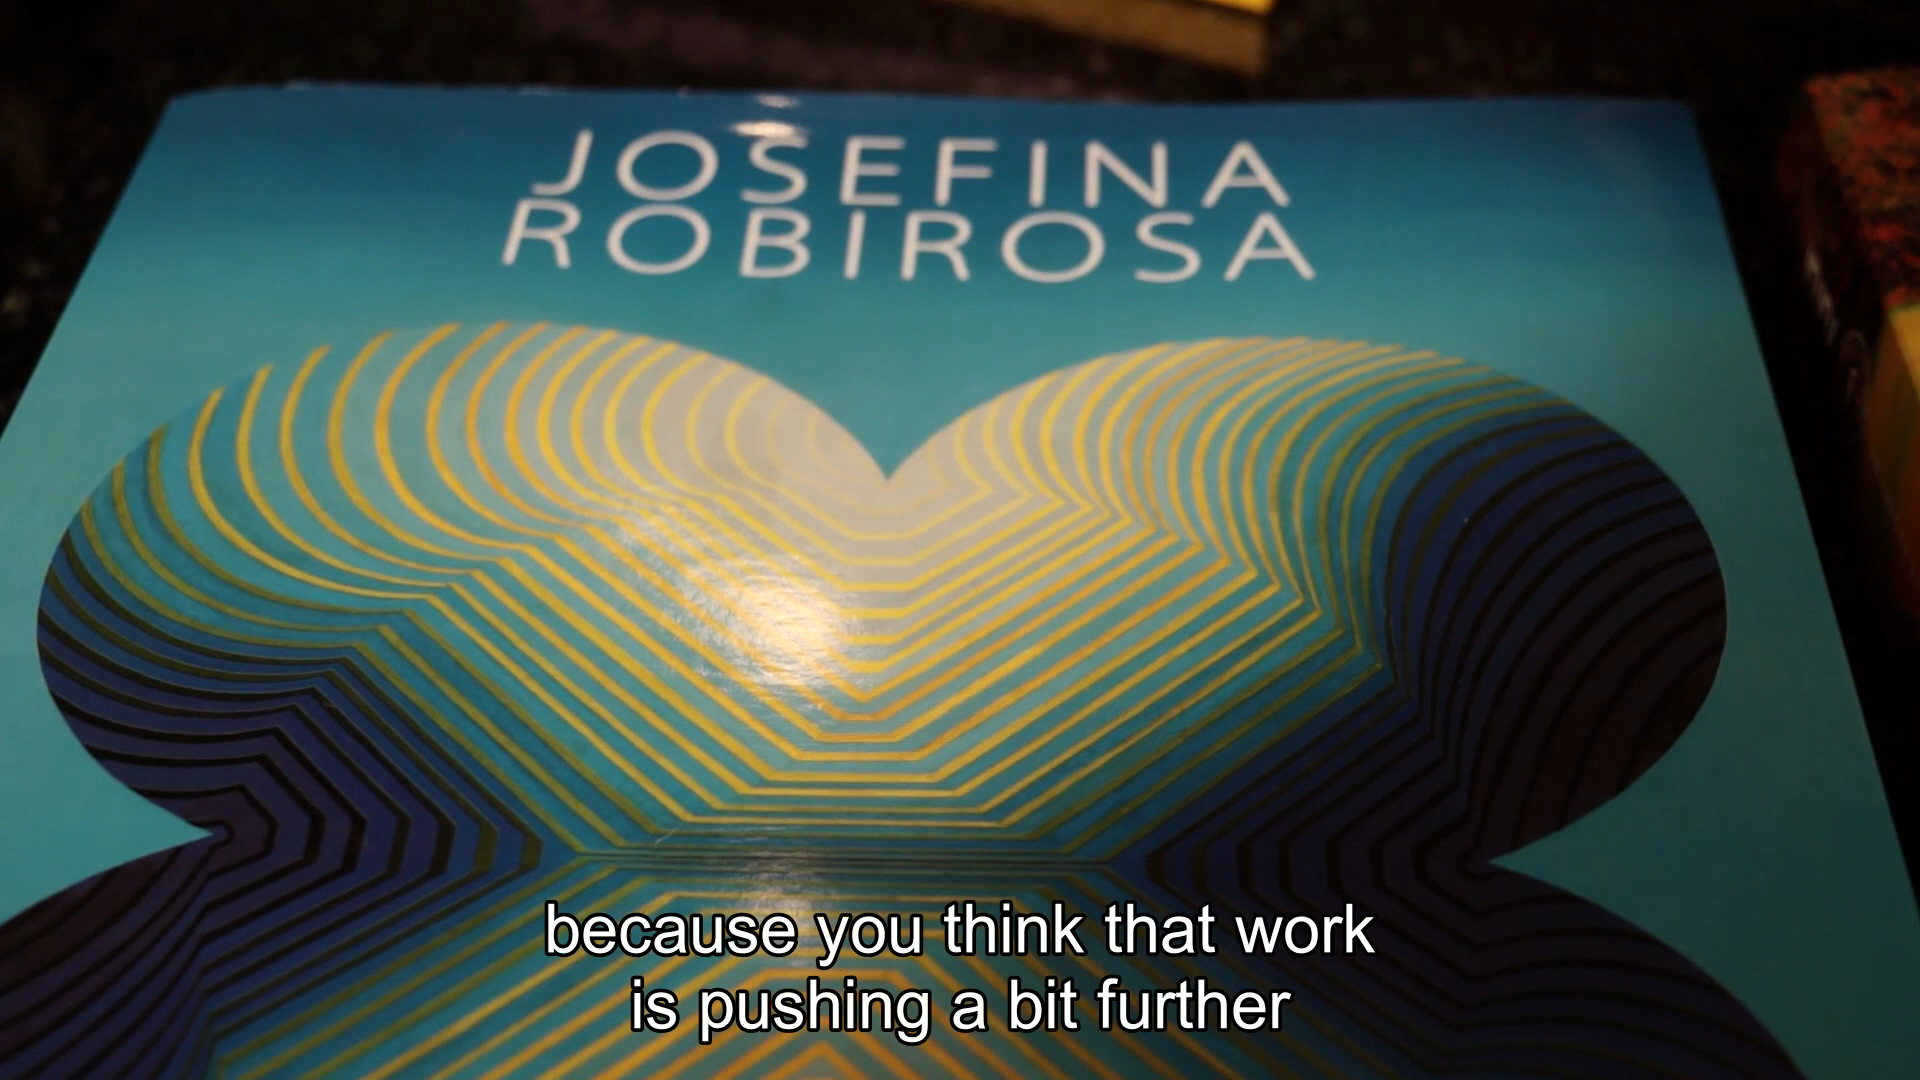 JOSEFINA
ROBIROSA
because you think that work
is pushing a bit further